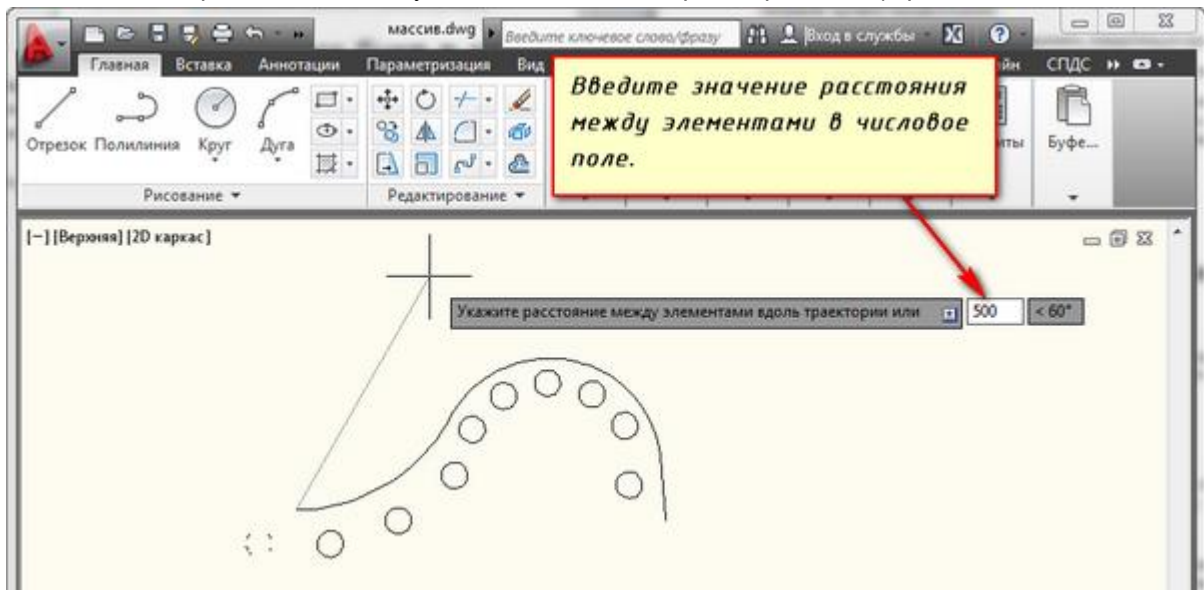 массив.dwg
Введите ключевое слово/фразу
Вход в службы
Главная Вставка Аннотации Параметризация Вид
СПДС
Введите значение расстояния
между элементами в числовое
поле.
Отрезок Полилиния Круг Дуга
Буфе...
Рисование
Редактирование
[−] [Верхняя] [2D каркас]
Укажите расстояние между элементами вдоль траектории или
500
< 60°